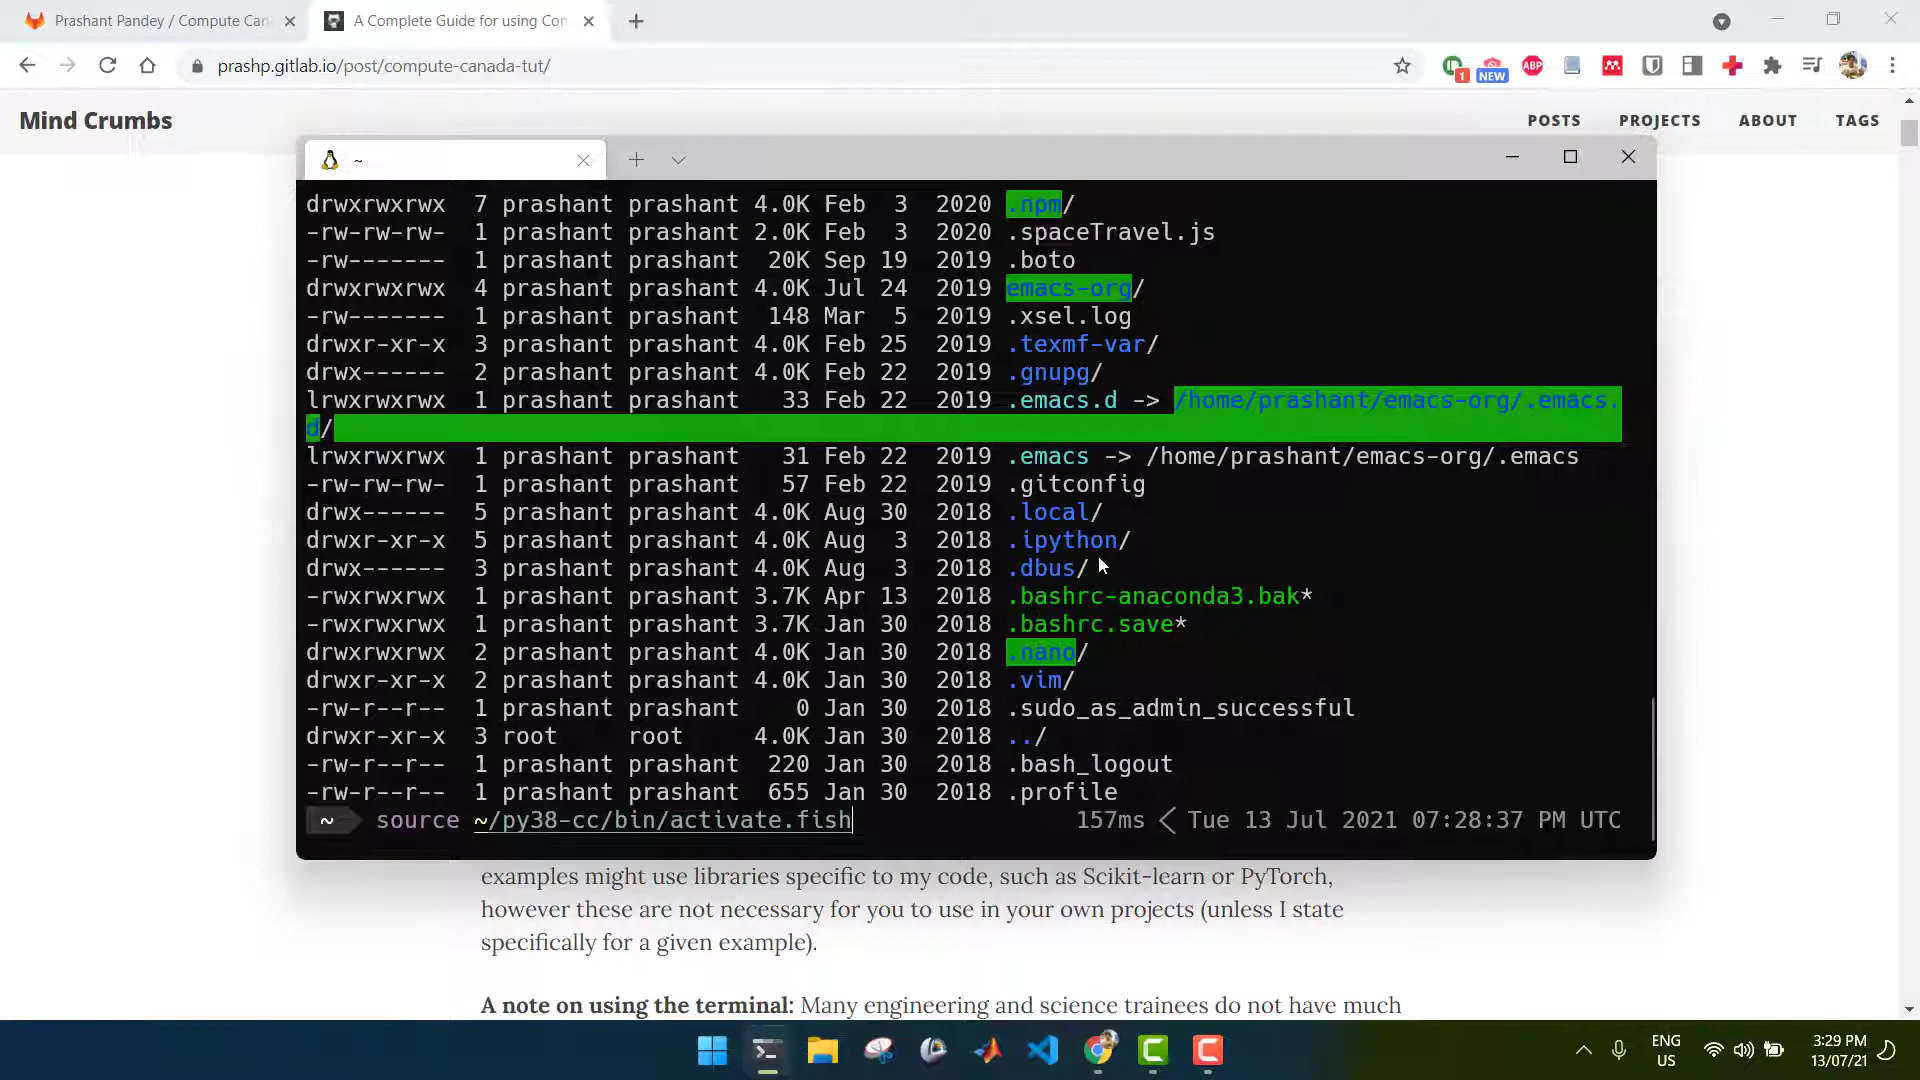 Prashant Pandey / Compute Can
A Complete Guide for using Con
prashp.gitlab.io/post/compute-canada-tut/
1
NEW
ABP
Mind Crumbs
POSTS PROJECTS ABOUT TAGS
~
drwxrwxrwx 7 prashant prashant 4.0K Feb 3 2020 .npm/
-rw-rw-rw- 1 prashant prashant 2.0K Feb 3 2020 .spaceTravel.js
-rw------- 1 prashant prashant 20K Sep 19 2019 .boto
drwxrwxrwx 4 prashant prashant 4.0K Jul 24 2019 emacs-org/
-rw------- 1 prashant prashant 148 Mar 5 2019 .xsel.log
drwxr-xr-x 3 prashant prashant 4.0K Feb 25 2019 .texmf-var/
drwx------ 2 prashant prashant 4.0K Feb 22 2019 .gnupg/
lrwxrwxrwx 1 prashant prashant 33 Feb 22 2019 .emacs.d -> /home/prashant/emacs-org/.emacs.
d/
lrwxrwxrwx 1 prashant prashant 31 Feb 22 2019 .emacs -> /home/prashant/emacs-org/.emacs
-rw-rw-rw- 1 prashant prashant 57 Feb 22 2019 .gitconfig
drwx------ 5 prashant prashant 4.0K Aug 30 2018 .local/
drwxr-xr-x 5 prashant prashant 4.0K Aug 3 2018 .ipython/
drwx------ 3 prashant prashant 4.0K Aug 3 2018 .dbus/
-rwxrwxrwx 1 prashant prashant 3.7K Apr 13 2018 .bashrc-anaconda3.bak*
-rwxrwxrwx 1 prashant prashant 3.7K Jan 30 2018 .bashrc.save*
drwxrwxrwx 2 prashant prashant 4.0K Jan 30 2018 .nano/
drwxr-xr-x 2 prashant prashant 4.0K Jan 30 2018 .vim/
-rw-r--r-- 1 prashant prashant 0 Jan 30 2018 .sudo_as_admin_successful
drwxr-xr-x 3 root root 4.0K Jan 30 2018 ../
-rw-r--r-- 1 prashant prashant 220 Jan 30 2018 .bash_logout
-rw-r--r-- 1 prashant prashant 655 Jan 30 2018 .profile
~ source ~/py38-cc/bin/activate.fish 157ms < Tue 13 Jul 2021 07:28:37 PM UTC
examples might use libraries specific to my code, such as Scikit-learn or PyTorch,
however these are not necessary for you to use in your own projects (unless I state
specifically for a given example).
A note on using the terminal: Many engineering and science trainees do not have much
ENG
US
3:29 PM
13/07/21